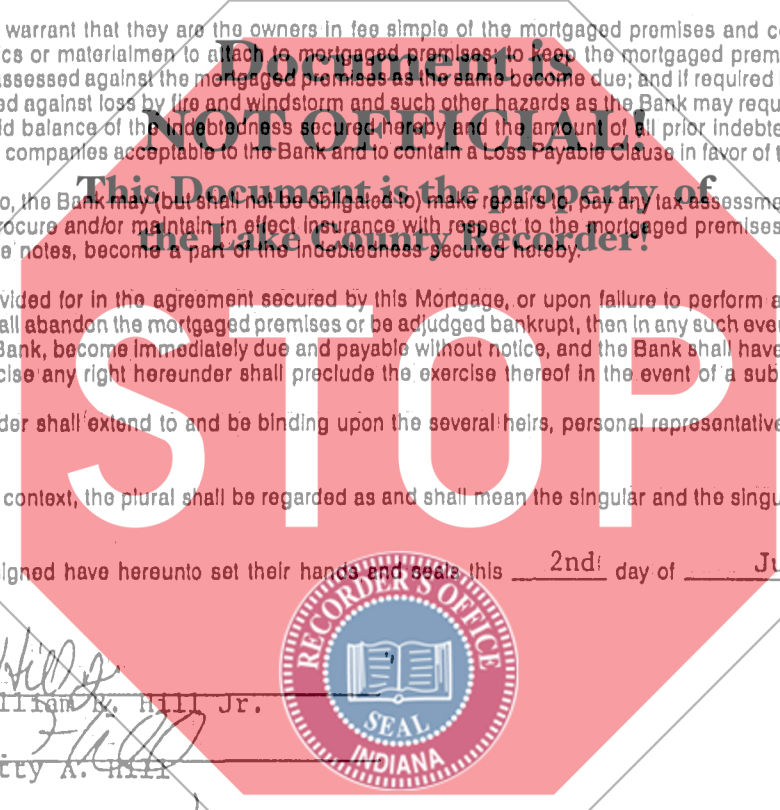 warrant that they are the owners in fee simple of the mortgaged premises and c
ics or materialmen to attach to mortgaged premises; to keep the mortgaged prem
Document is
assessed against the mortgaged premises as the same become due; and if required
ed against loss by fire and windstorm and such other hazards as the Bank may requ
NOT OFFICIAL!
id balance of the indebtedness secured hereby and the amount of all prior indebte
companies acceptable to the Bank and to contain a Loss Payable Clause in favor of t
This Document is the property of
o, the Bank may (but shall not be obligated to) make repairs to, pay any tax assessme
rocure and/or maintain in effect insurance with respect to the mortgaged premises
the Lake County Recorder!
e notes, become a part of the indebtedness secured hereby.
vided for in the agreement secured by this Mortgage, or upon failure to perform a
all abandon the mortgaged premises or be adjudged bankrupt, then in any such eve
Bank, become immediately due and payable without notice, and the Bank shall have
cise any right hereunder shall preclude the exercise thereof in the event of a sub
STOP
der shall extend to and be binding upon the several heirs, personal representative
context, the plural shall be regarded as and shall mean the singular and the singu
igned have hereunto set their hands and seals this 2nd day of Ju
RECORDER'S OFFICE
SEAL
INDIANA
Hill Jr
lliam R. Hill Jr.
tty A. Hill